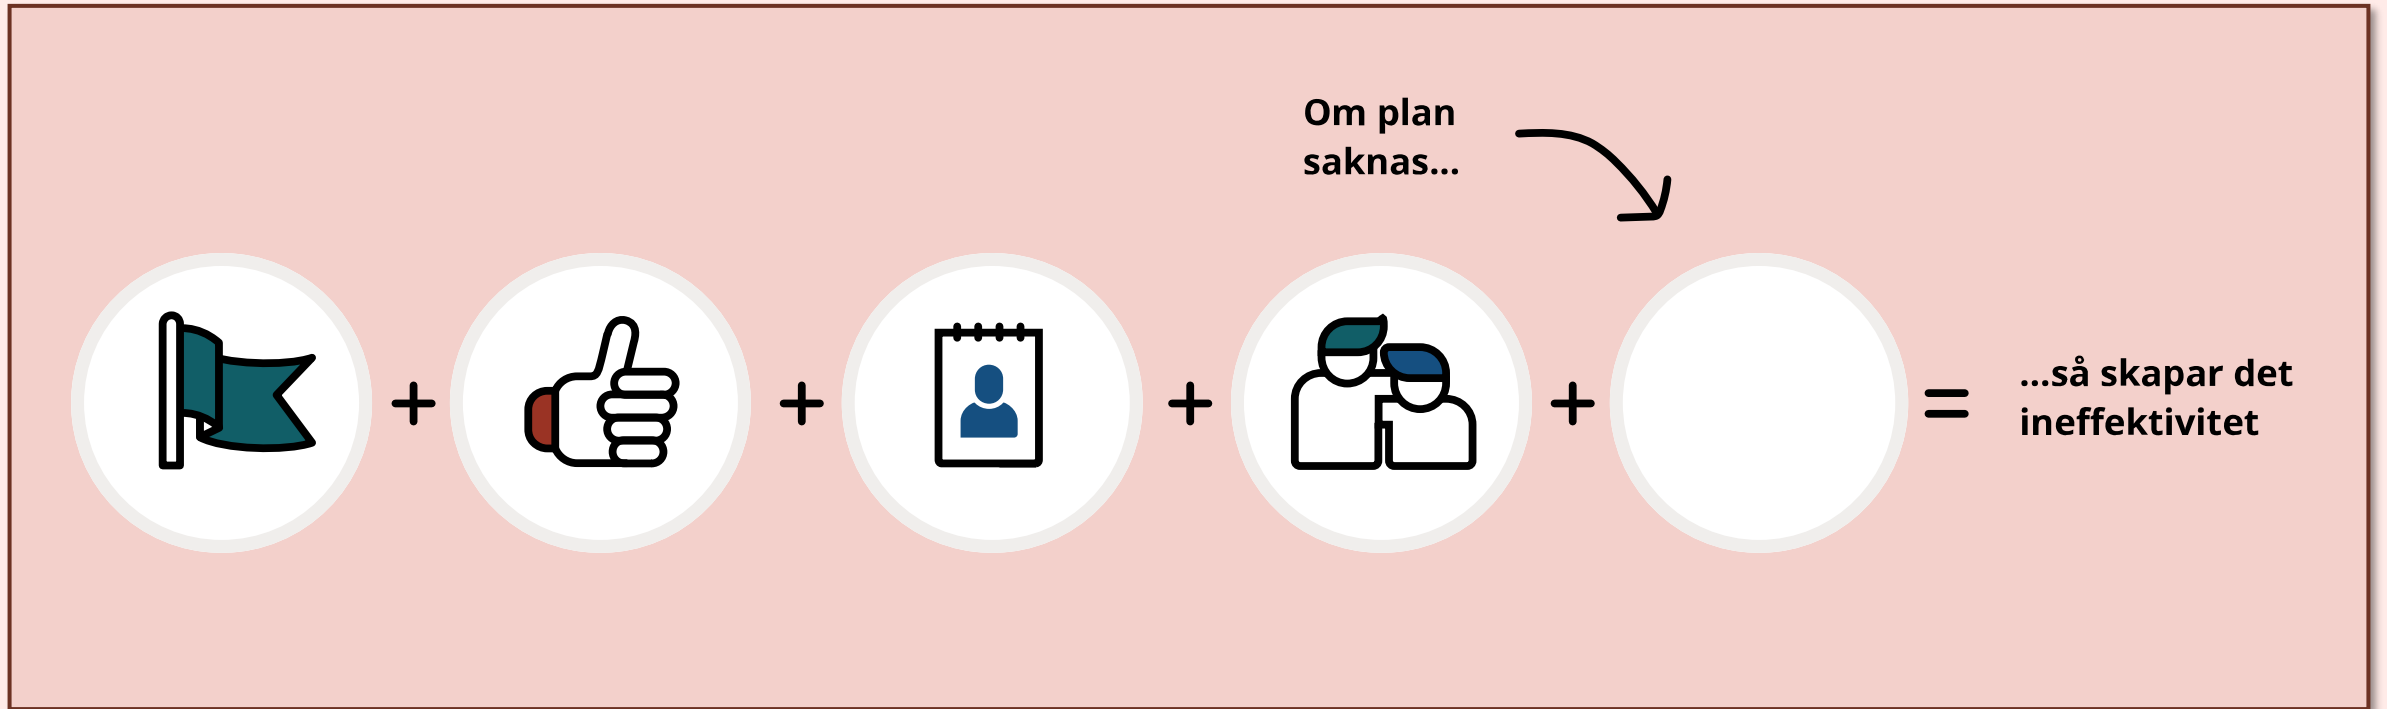 Om plan
saknas...
...så skapar det
ineffektivitet